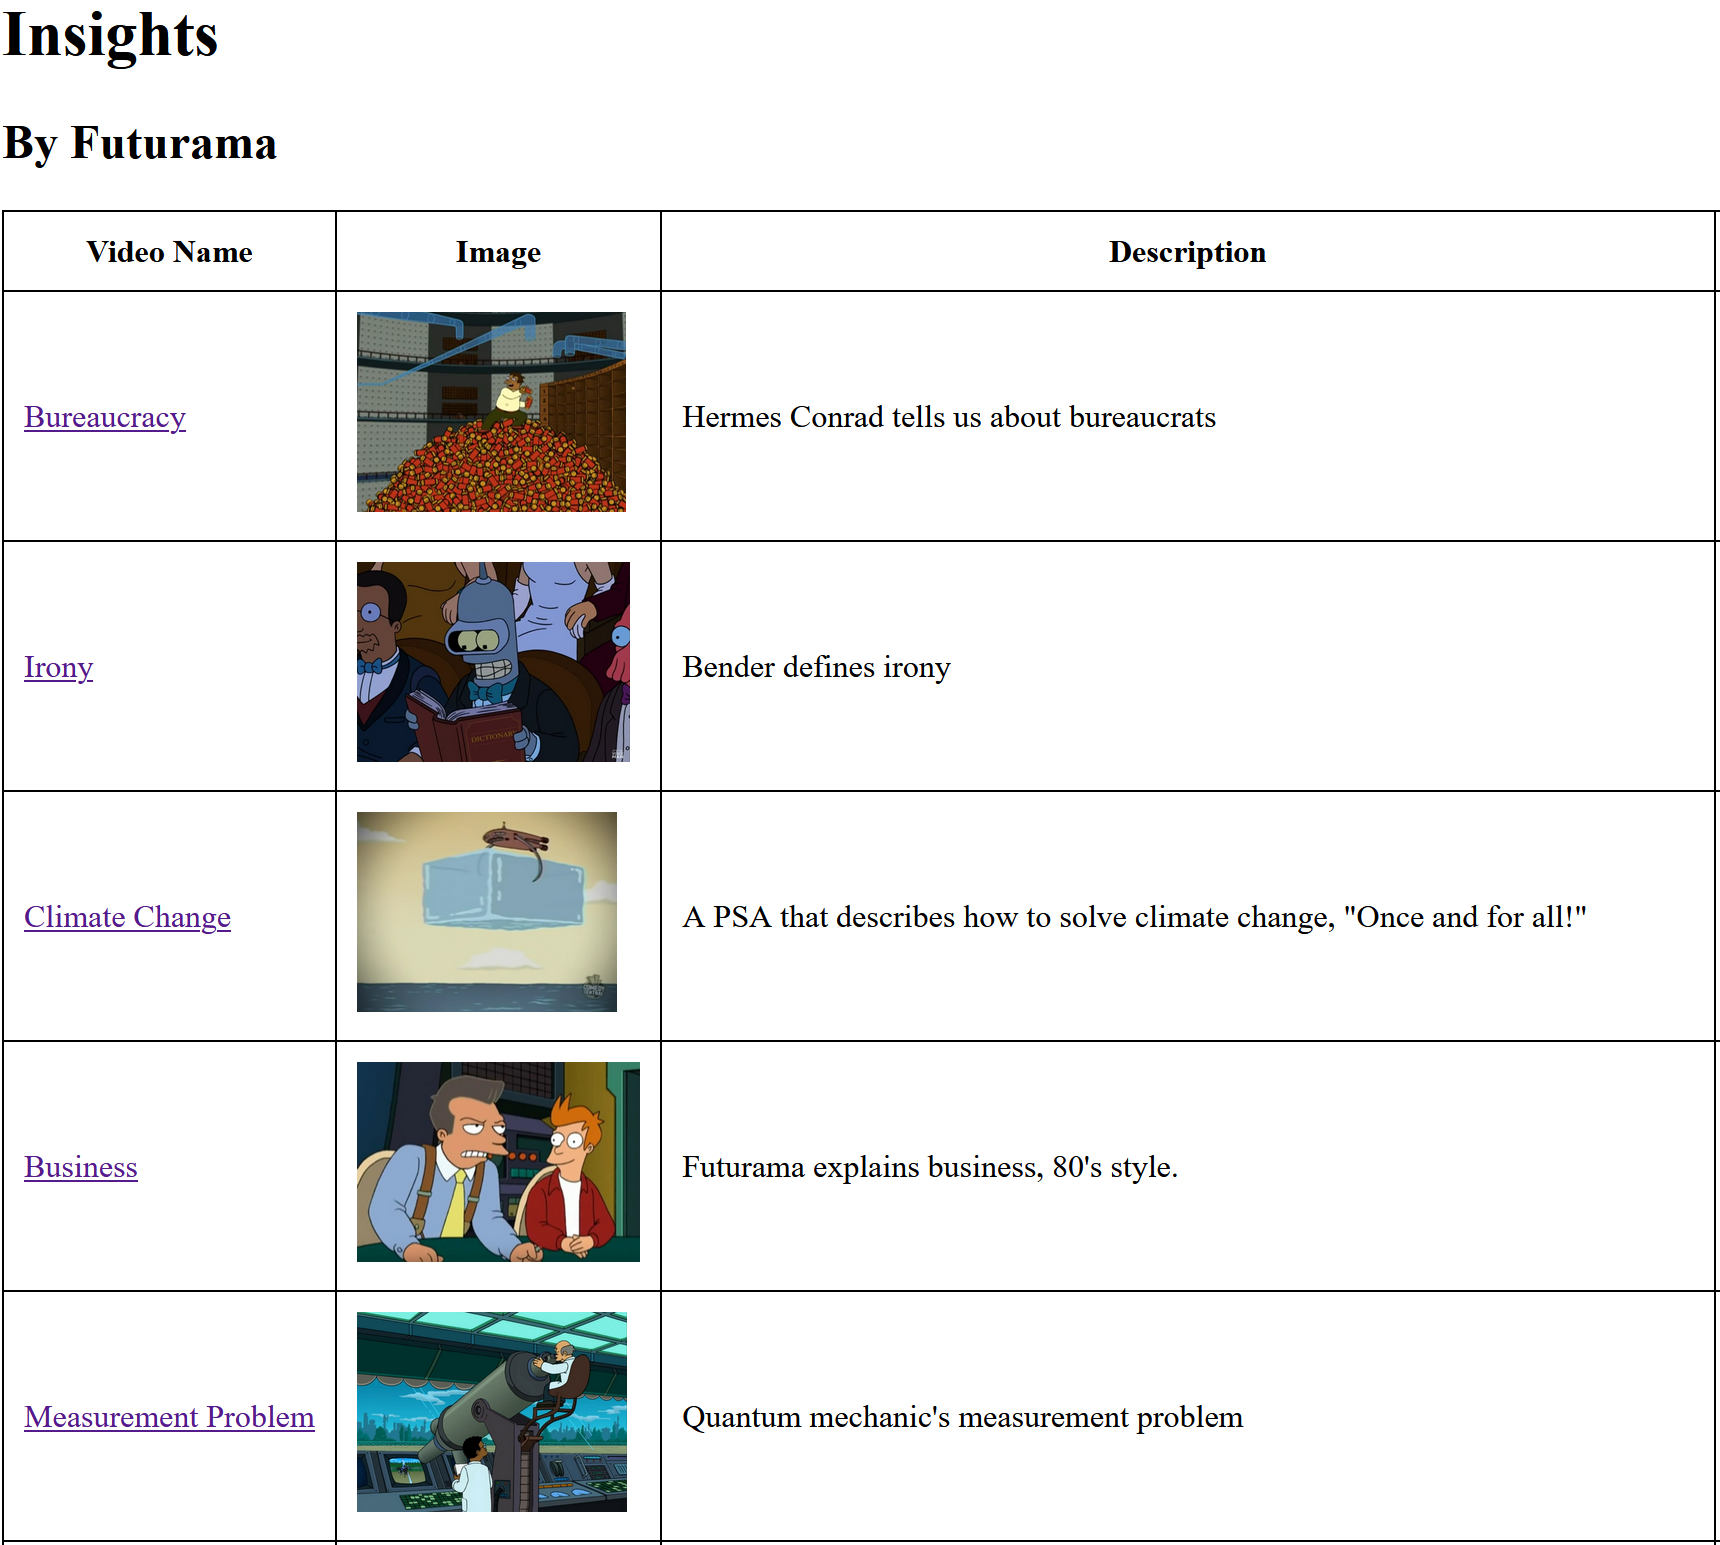 Insights
By Futurama
Video Name Image Description
Bureaucracy Hermes Conrad tells us about bureaucrats
DICTIONARY
Irony Bender defines irony
Climate Change A PSA that describes how to solve climate change, "Once and for all!"
COMEDY CENTRAL
Business Futurama explains business, 80's style.
Measurement Problem Quantum mechanic's measurement problem